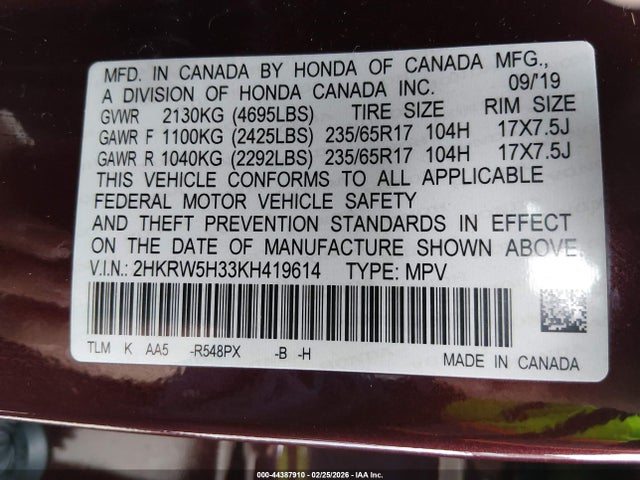 MFD. IN CANADA BY HONDA OF CANADA MFG.,
A DIVISION OF HONDA CANADA INC. 09/'19
GVWR 2130KG (4695LBS) TIRE SIZE RIM SIZE
GAWR F 1100KG (2425LBS) 235/65R17 104H 17X7.5J
GAWR R 1040KG (2292LBS) 235/65R17 104H 17X7.5J
THIS VEHICLE CONFORMS TO ALL APPLICABLE
FEDERAL MOTOR VEHICLE SAFETY
AND THEFT PREVENTION STANDARDS IN EFFECT
ON THE DATE OF MANUFACTURE SHOWN ABOVE.
V.I.N.: 2HKRW5H33KH419614 TYPE: MPV
TLM K AA5 -R548PX -B -H
MADE IN CANADA
000-44387910 - 02/25/2026 - IAA Inc.